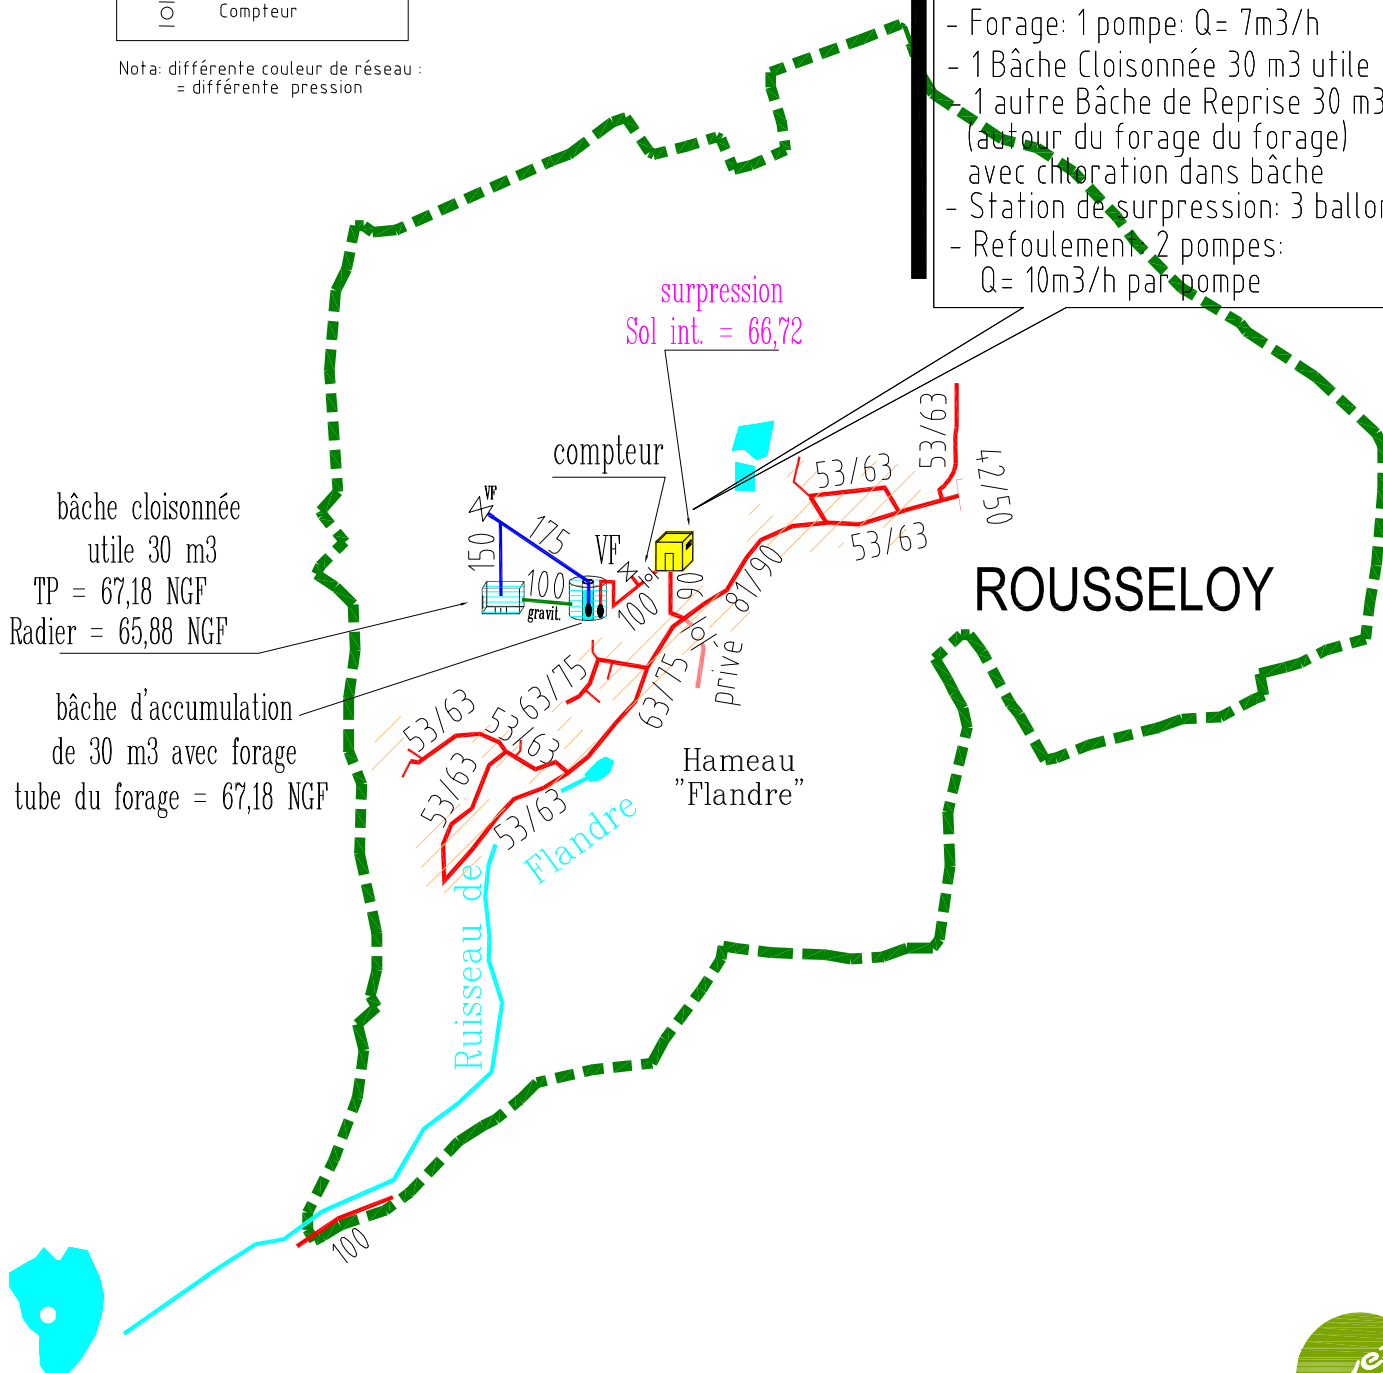 Compteur
Nota: différente couleur de réseau :
= différente pression
- Forage: 1 pompe: Q= 7m3/h
- 1 Bâche Cloisonnée 30 m3 utile
- 1 autre Bâche de Reprise 30 m3
(autour du forage du forage)
avec chloration dans bâche
- Station de surpression: 3 ballon
- Refoulement 2 pompes:
Q= 10m3/h par pompe
surpression
Sol int. = 66,72
compteur
53/63
53/63
42/50
53/63
VF
175
150
VF
100
gravit.
100
90
81/90
bâche cloisonnée
utile 30 m3
TP = 67,18 NGF
Radier = 65,88 NGF
ROUSSELOY
privé
63/75
63/75
53/63
53/63
53/63
53/63
bâche d'accumulation
de 30 m3 avec forage
tube du forage = 67,18 NGF
Hameau
"Flandre"
Ruisseau de
Flandre
100